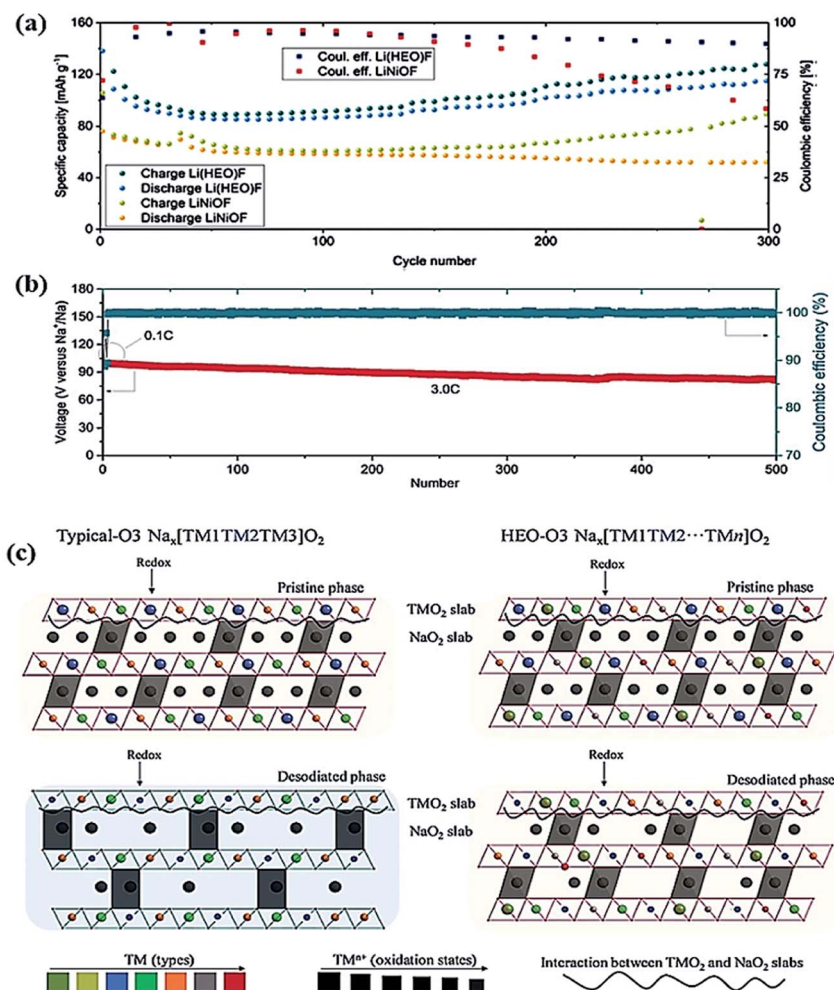 (a)
160
120
80
40
0
Specific capacity [mAh g⁻¹]
Coul. eff. Li(HEO)F
Coul. eff. LiNiOF
Charge Li(HEO)F
Discharge Li(HEO)F
Charge LiNiOF
Discharge LiNiOF
100
75
50
25
0
Coulombic efficiency [%]
0 100 200 300
Cycle number
(b)
180
150
120
90
60
30
0
Voltage (V versus Na⁺/Na)
0.1C
3.0C
100
90
80
70
Coulombic efficiency (%)
0 100 200 300 400 500
Number
(c)
Typical-O3 Naₓ[TM1TM2TM3]O₂
HEO-O3 Naₓ[TM1TM2···TMn]O₂
Redox
Pristine phase
Redox
Pristine phase
TMO₂ slab
NaO₂ slab
Redox
Desodiated phase
Redox
Desodiated phase
TMO₂ slab
NaO₂ slab
TM (types)
TMⁿ⁺ (oxidation states)
Interaction between TMO₂ and NaO₂ slabs